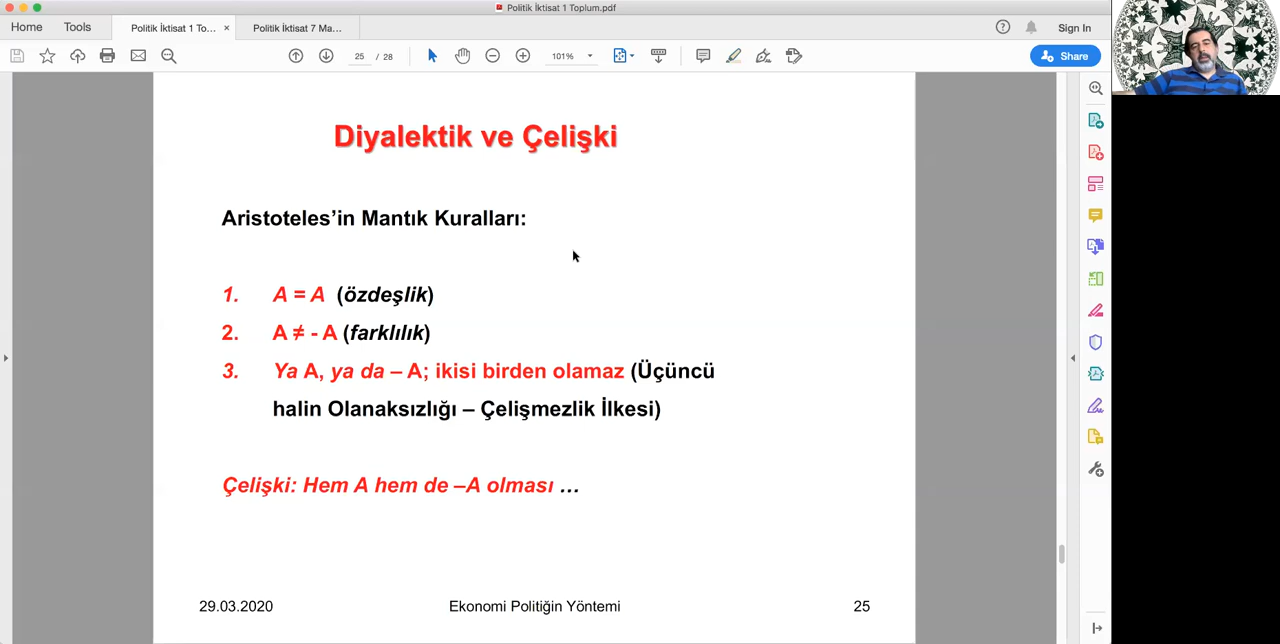 Politik İktisat 1 Toplum.pdf
Home Tools Politik İktisat 1 To... × Politik İktisat 7 Ma... Sign In
25 / 28 101% Share
Diyalektik ve Çelişki
Aristoteles’in Mantık Kuralları:
1. A = A (özdeşlik)
2. A ≠ - A (farklılık)
3. Ya A, ya da – A; ikisi birden olamaz (Üçüncü
halin Olanaksızlığı – Çelişmezlik İlkesi)
Çelişki: Hem A hem de –A olması ...
29.03.2020 Ekonomi Politiğin Yöntemi 25